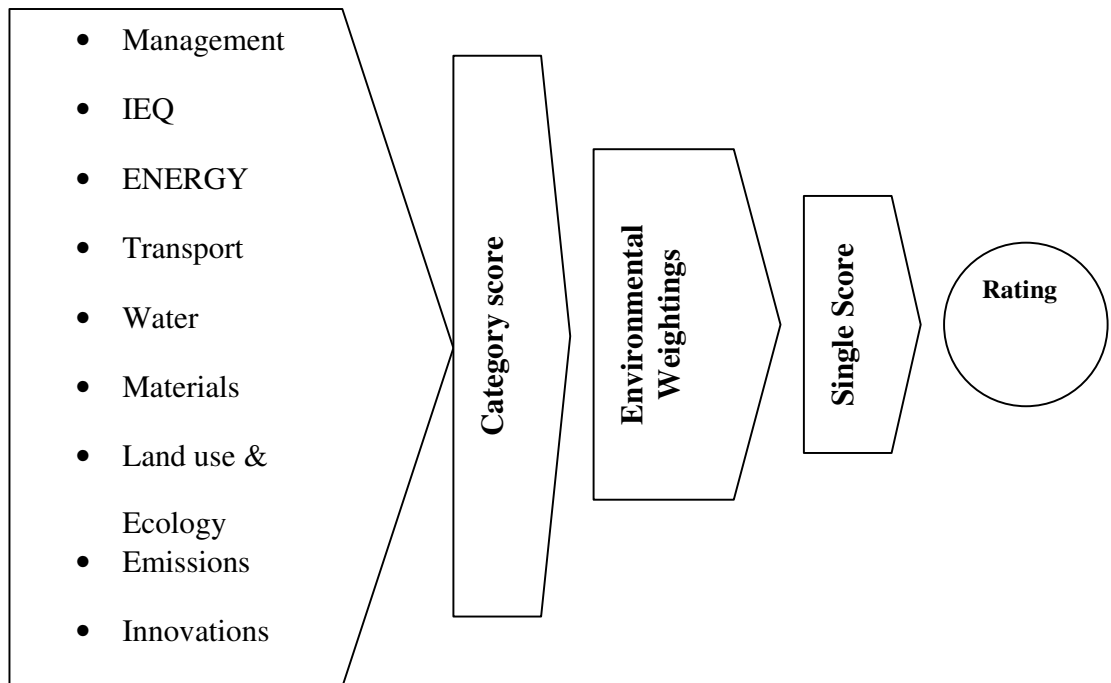 • Management
• IEQ
• ENERGY
• Transport
• Water
• Materials
• Land use &
Ecology
• Emissions
• Innovations
Category score
Environmental
Weightings
Single Score
Rating